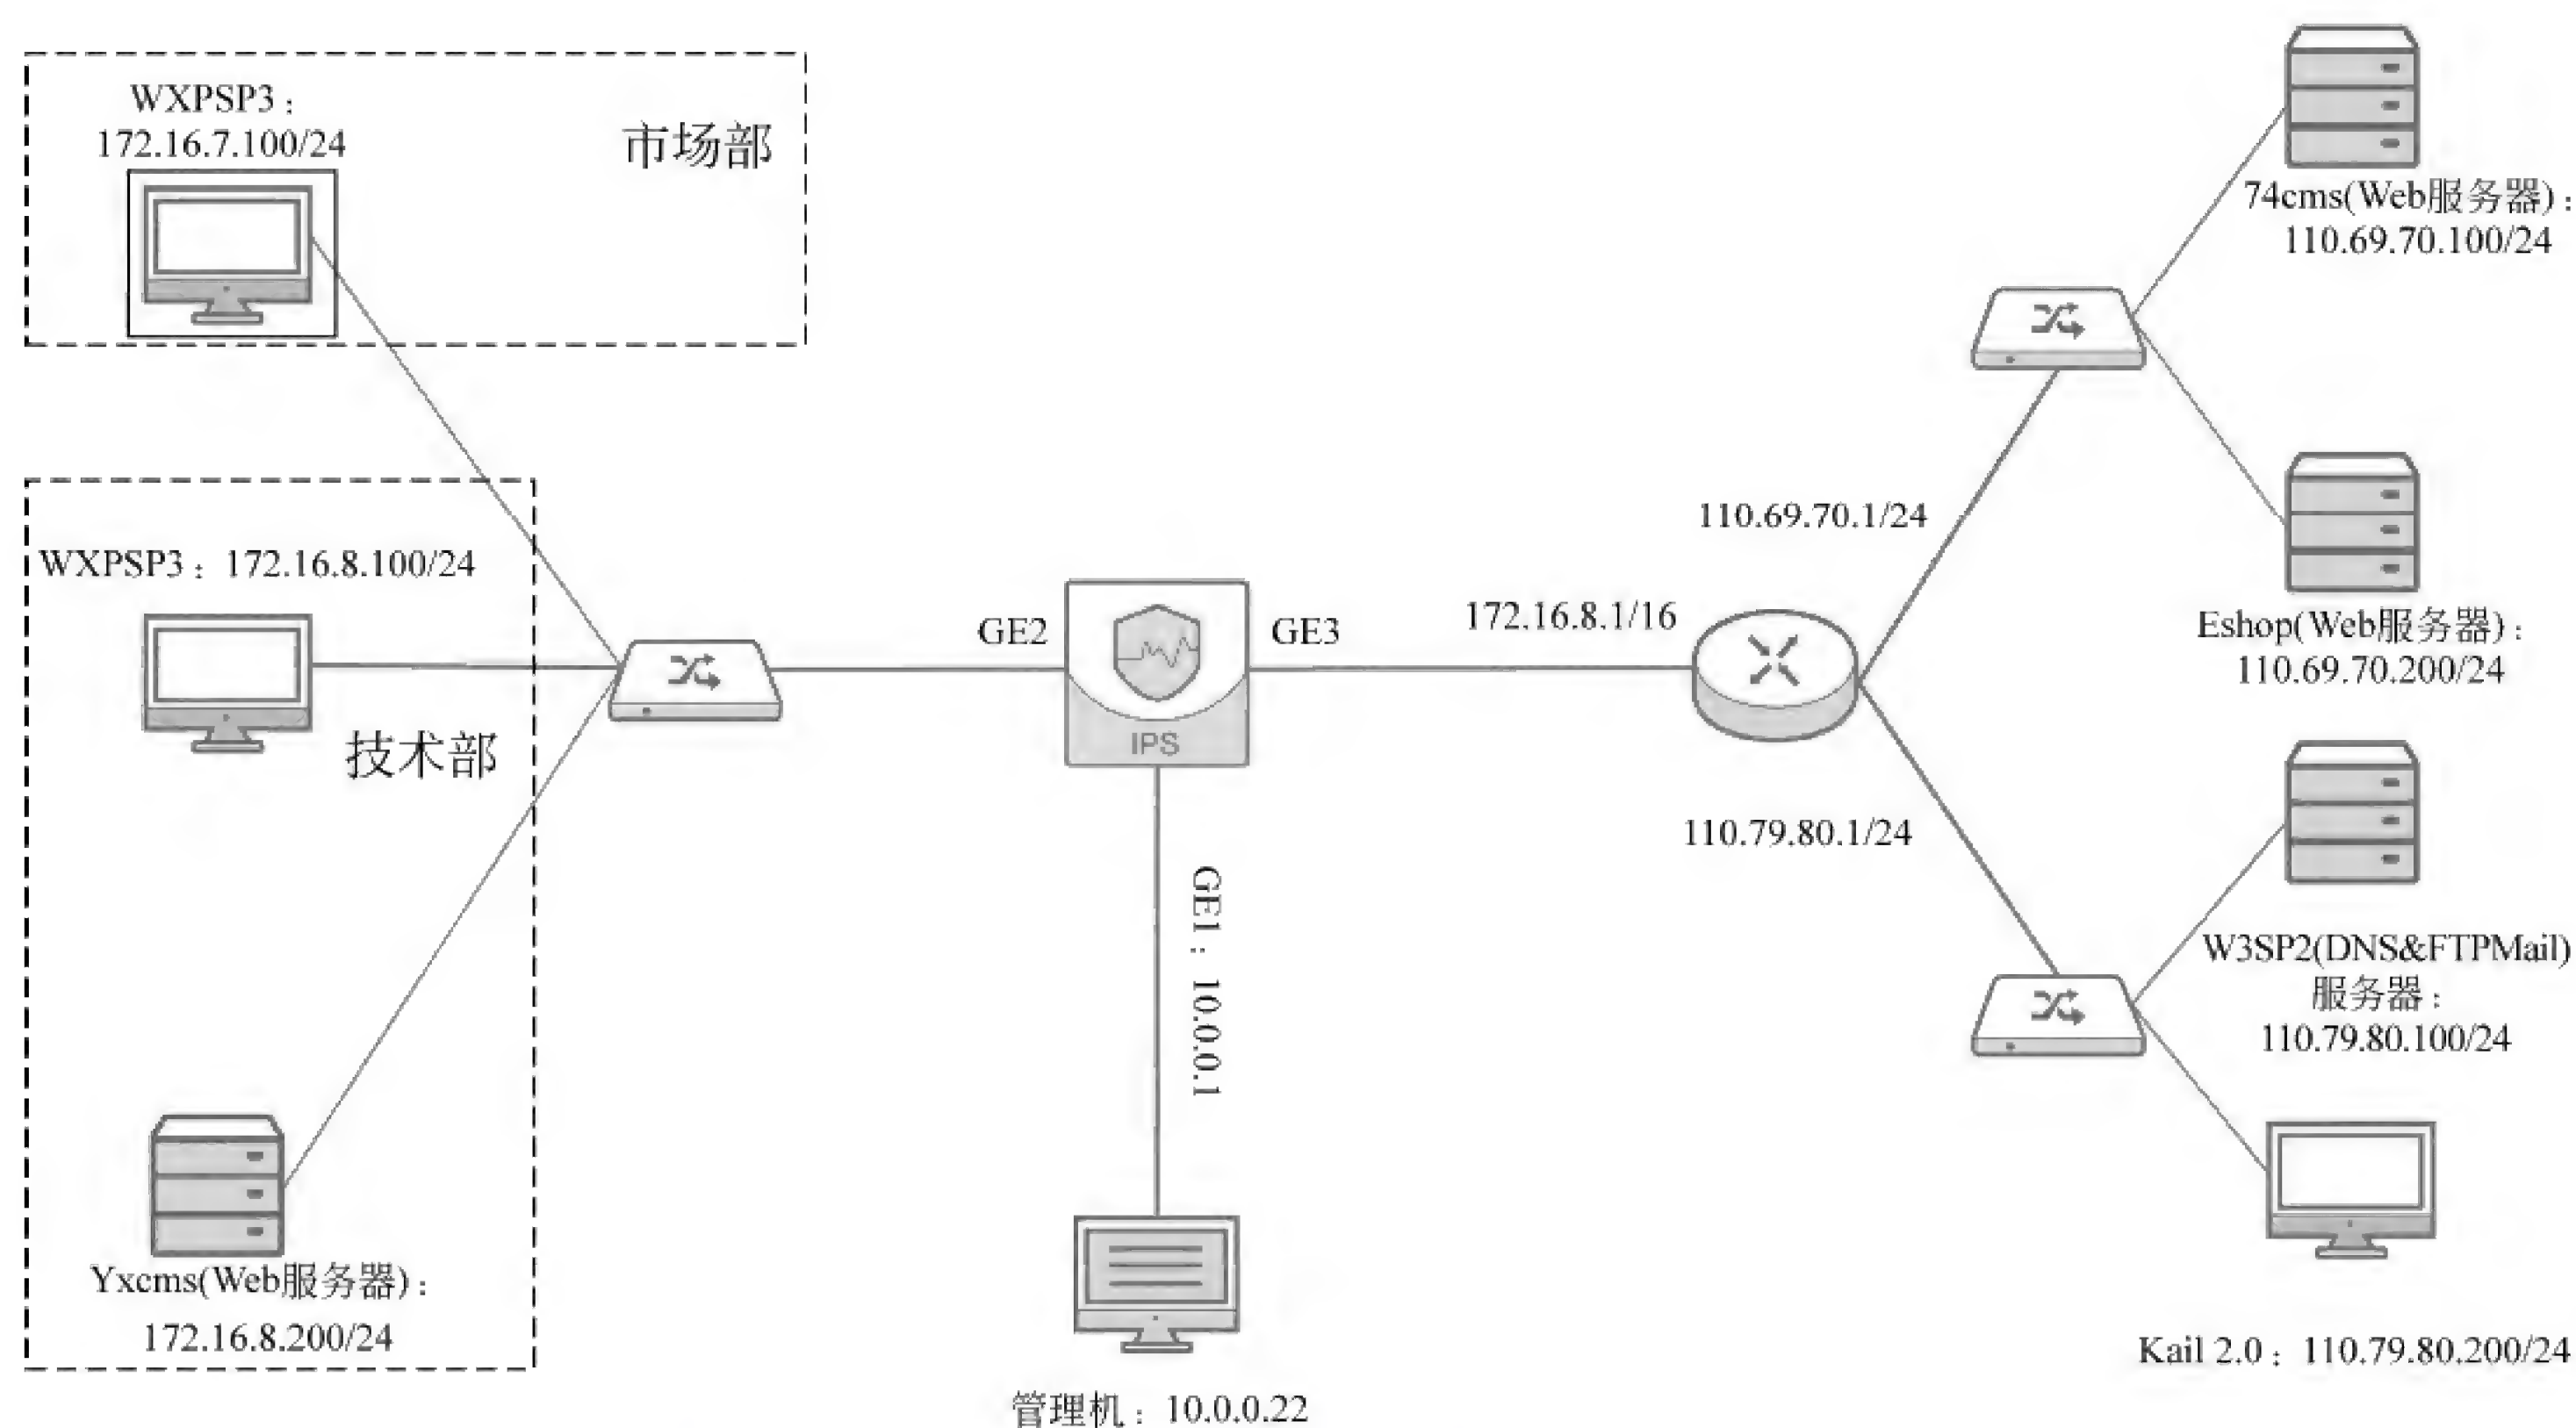 WXPSP3：
172.16.7.100/24
市场部
WXPSP3：172.16.8.100/24
技术部
Yxcms(Web服务器)：
172.16.8.200/24
GE2
GE3
IPS
GE1：10.0.0.1
管理机：10.0.0.22
172.16.8.1/16
110.69.70.1/24
110.79.80.1/24
74cms(Web服务器)：
110.69.70.100/24
Eshop(Web服务器)：
110.69.70.200/24
W3SP2(DNS&FTPMail)
服务器：
110.79.80.100/24
Kail 2.0：110.79.80.200/24